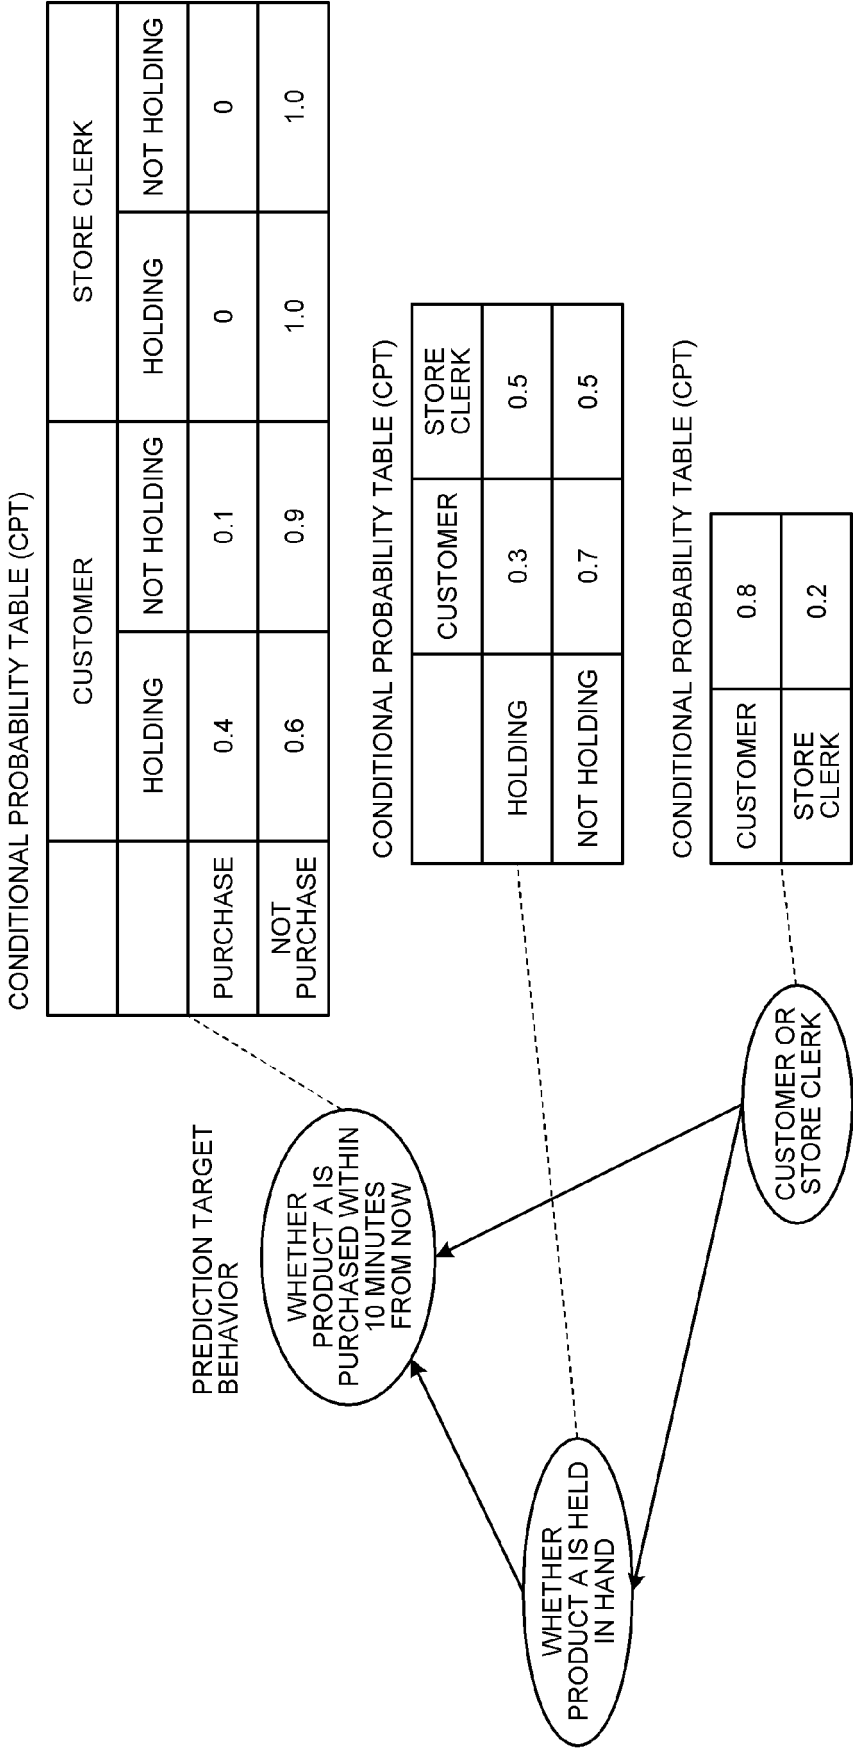 PREDICTION TARGET
BEHAVIOR
WHETHER
PRODUCT A IS
PURCHASED WITHIN
10 MINUTES
FROM NOW
WHETHER
PRODUCT A IS HELD
IN HAND
CUSTOMER OR
STORE CLERK
CONDITIONAL PROBABILITY TABLE (CPT)
CUSTOMER STORE CLERK
HOLDING NOT HOLDING HOLDING NOT HOLDING
PURCHASE 0.4 0.1 0 0
NOT
PURCHASE 0.6 0.9 1.0 1.0
CONDITIONAL PROBABILITY TABLE (CPT)
CUSTOMER STORE
CLERK
HOLDING 0.3 0.5
NOT HOLDING 0.7 0.5
CONDITIONAL PROBABILITY TABLE (CPT)
CUSTOMER 0.8
STORE
CLERK 0.2